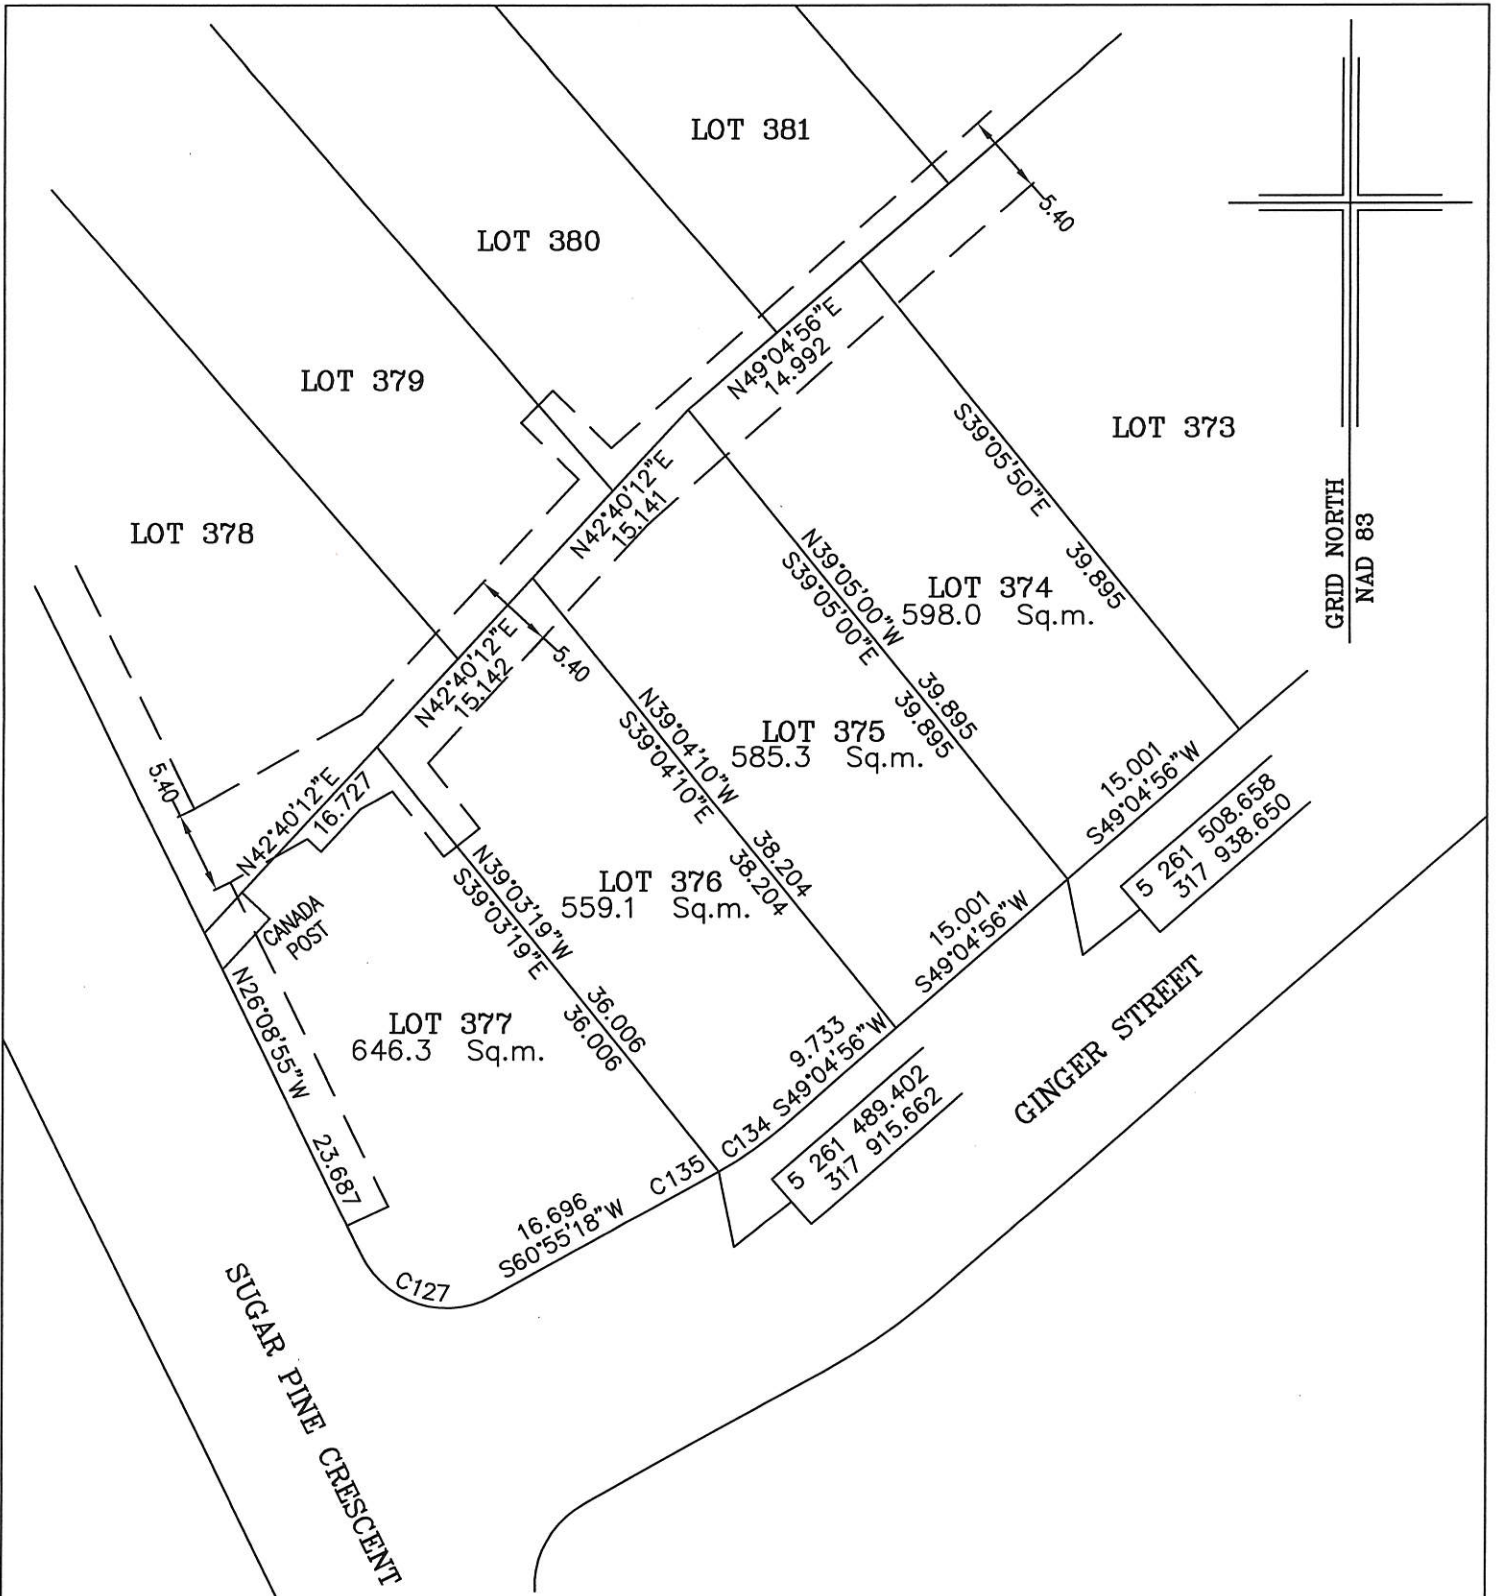 LOT 381
5.40
LOT 380
N49°04'56"E
14.992
LOT 379
LOT 373
S39°05'50"E
39.895
GRID NORTH
NAD 83
N42°40'12"E
15.141
LOT 378
N39°05'00"W
39.895
S39°05'00"E
39.895
LOT 374
598.0 Sq.m.
N42°40'12"E
15.142
5.40
N39°04'10"W
38.204
S39°04'10"E
38.204
LOT 375
585.3 Sq.m.
15.001
S49°04'56"W
5.40
N42°40'12"E
16.727
5 261 508.658
317 938.650
N39°03'19"W
36.006
S39°03'19"E
36.006
LOT 376
559.1 Sq.m.
15.001
S49°04'56"W
CANADA
POST
N26°08'55"W
23.687
LOT 377
646.3 Sq.m.
9.733
S49°04'56"W
GINGER STREET
C134
C135
5 261 489.402
317 915.662
16.696
S60°55'18"W
C127
SUGAR PINE CRESCENT